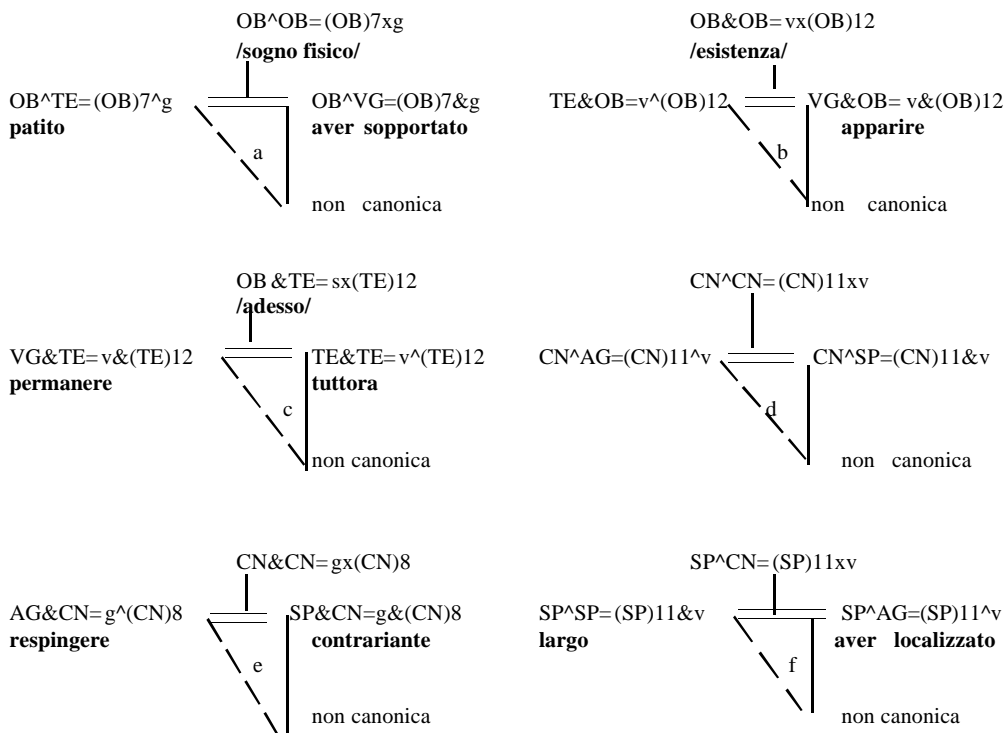 OB^OB=(OB)7xg
/sogno fisico/
OB^TE=(OB)7^g
patito
OB^VG=(OB)7&g
aver sopportato
a
non canonica
OB&OB=vx(OB)12
/esistenza/
TE&OB=v^(OB)12
VG&OB= v&(OB)12
apparire
b
non canonica
OB &TE=sx(TE)12
/adesso/
VG&TE=v&(TE)12
permanere
TE&TE=v^(TE)12
tuttora
c
non canonica
CN^CN=(CN)11xv
CN^AG=(CN)11^v
CN^SP=(CN)11&v
d
non canonica
CN&CN=gx(CN)8
AG&CN=g^(CN)8
respingere
SP&CN=g&(CN)8
contrariante
e
non canonica
SP^CN=(SP)11xv
SP^SP=(SP)11&v
largo
SP^AG=(SP)11^v
aver localizzato
f
non canonica